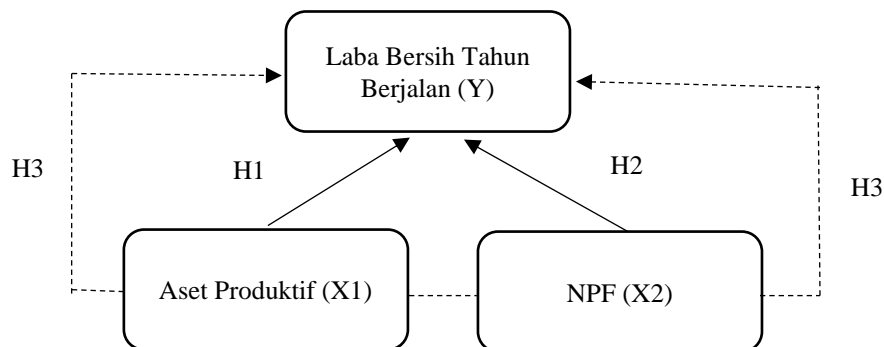 Laba Bersih Tahun
Berjalan (Y)
H3
H1
H2
H3
Aset Produktif (X1)
NPF (X2)